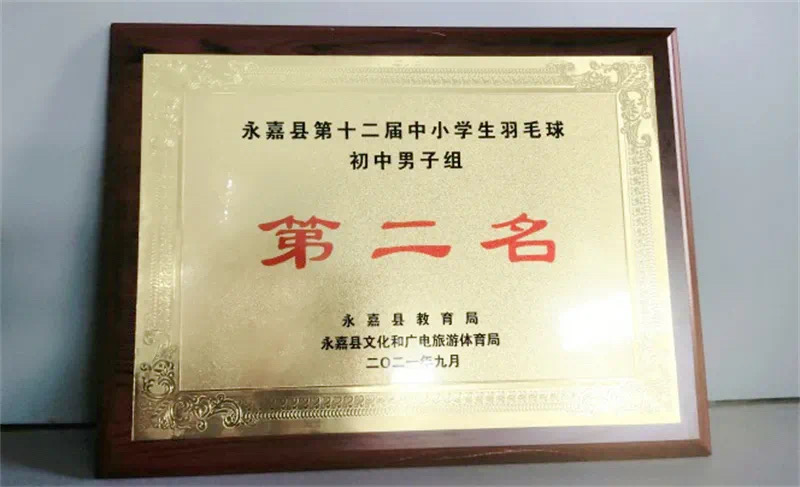 永嘉县第十二届中小学生羽毛球
初中男子组
第二名
永嘉县教育局
永嘉县文化和广电旅游体育局
二〇二一年九月